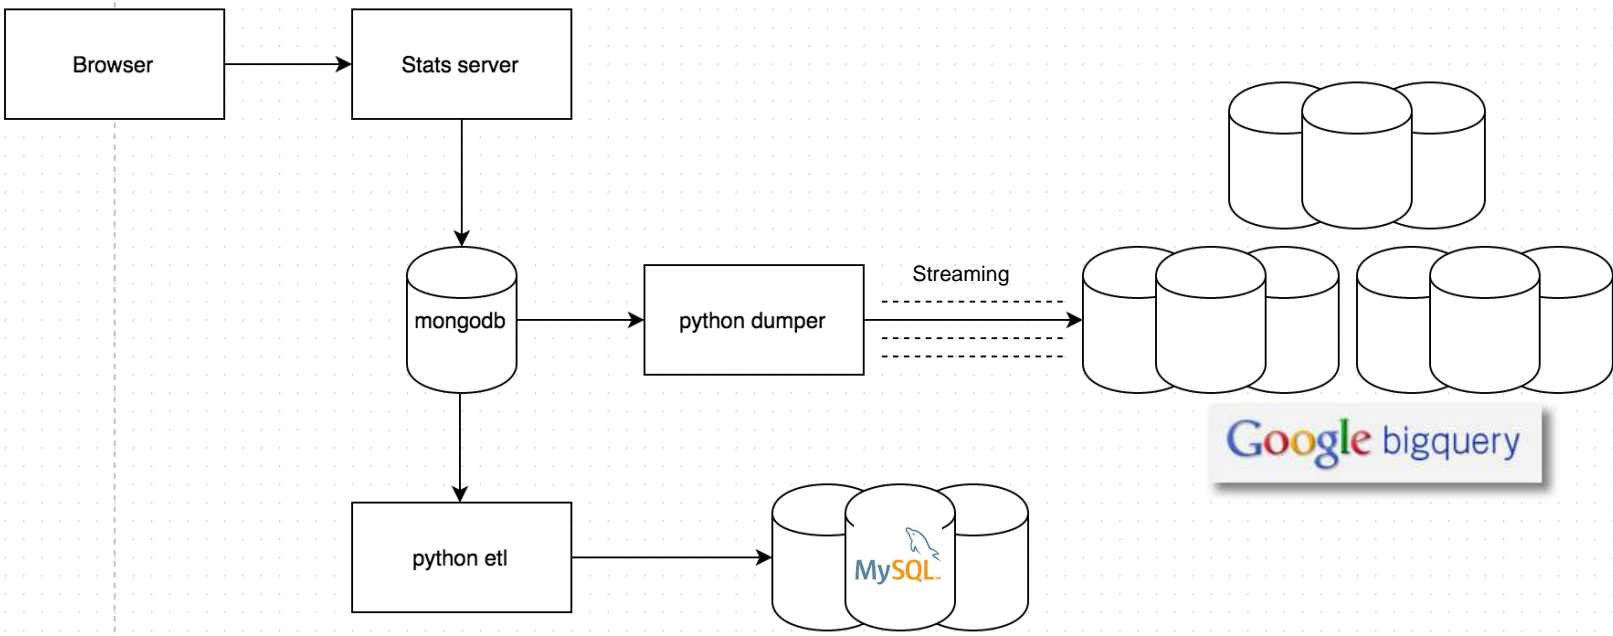 Browser
Stats server
mongodb
python dumper
Streaming
Google bigquery
python etl
MySQL